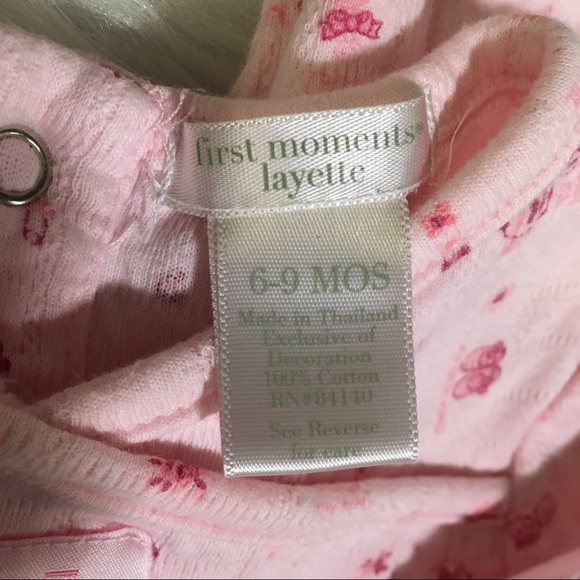 first moments®
layette
6-9 MOS
Made in Thailand
Exclusive of
Decoration
100% Cotton
RN#84140
See Reverse
for care